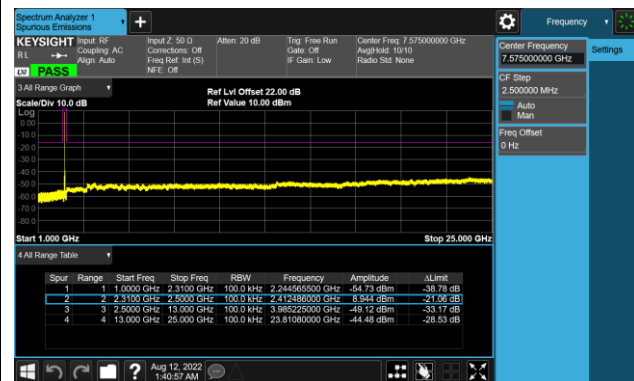 Spectrum Analyzer 1
Spurious Emissions
Frequency
KEYSIGHT Input: RF Input Z: 50 Ω Atten: 20 dB Trig: Free Run Center Freq: 7.575000000 GHz
RL Coupling: AC Corrections: Off Gate: Off Avg|Hold: 10/10
Align: Auto Freq Ref: Int (S) IF Gain: Low Radio Std: None
NFE: Off
LW PASS
Center Frequency
7.575000000 GHz
Settings
CF Step
2.500000 MHz
Auto
Man
Freq Offset
0 Hz
3 All Range Graph
Ref Lvl Offset 22.00 dB
Scale/Div 10.0 dB Ref Value 10.00 dBm
Log
0.00
-10.0
-20.0
-30.0
-40.0
-50.0
-60.0
-70.0
-80.0
Start 1.000 GHz Stop 25.000 GHz
4 All Range Table
Spur Range Start Freq Stop Freq RBW Frequency Amplitude ΔLimit
1 1 1.0000 GHz 2.3100 GHz 100.0 kHz 2.244565500 GHz -54.73 dBm -38.78 dB
2 2 2.3100 GHz 2.5000 GHz 100.0 kHz 2.412486000 GHz 8.944 dBm -21.06 dB
3 3 2.5000 GHz 13.000 GHz 100.0 kHz 3.985225000 GHz -49.12 dBm -33.17 dB
4 4 13.000 GHz 25.000 GHz 100.0 kHz 23.81080000 GHz -44.48 dBm -28.53 dB
? Aug 12, 2022
1:40:57 AM